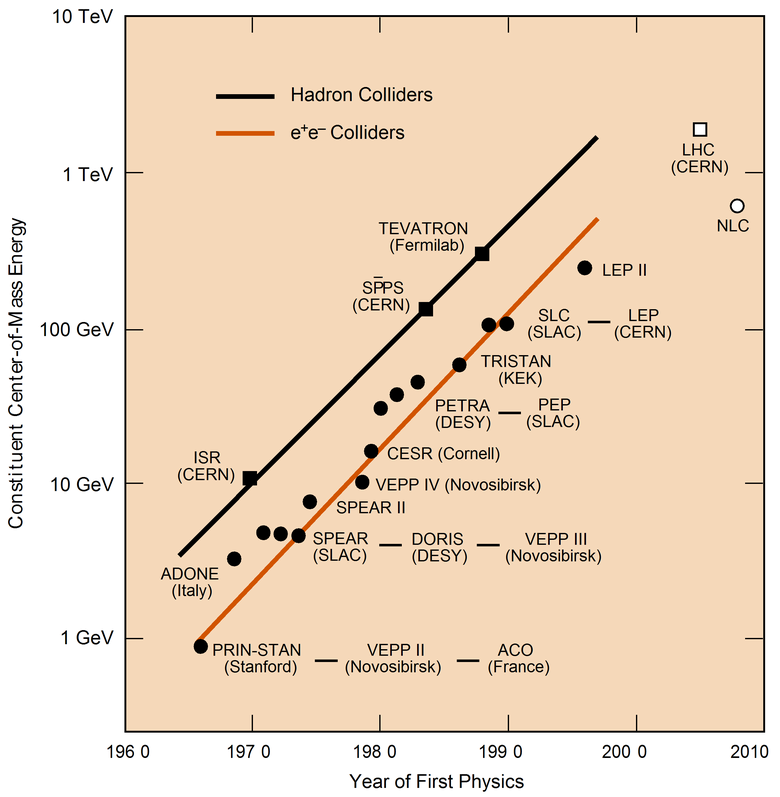 10 TeV
1 TeV
100 GeV
10 GeV
1 GeV
Constituent Center-of-Mass Energy
Hadron Colliders
e⁺e⁻ Colliders
LHC
(CERN)
NLC
TEVATRON
(Fermilab)
SP̅PS
(CERN)
LEP II
SLC — LEP
(SLAC) (CERN)
TRISTAN
(KEK)
PETRA — PEP
(DESY) (SLAC)
CESR (Cornell)
ISR
(CERN)
VEPP IV (Novosibirsk)
SPEAR II
SPEAR — DORIS — VEPP III
(SLAC) (DESY) (Novosibirsk)
ADONE
(Italy)
PRIN-STAN — VEPP II — ACO
(Stanford) (Novosibirsk) (France)
196 0 197 0 198 0 199 0 200 0 2010
Year of First Physics